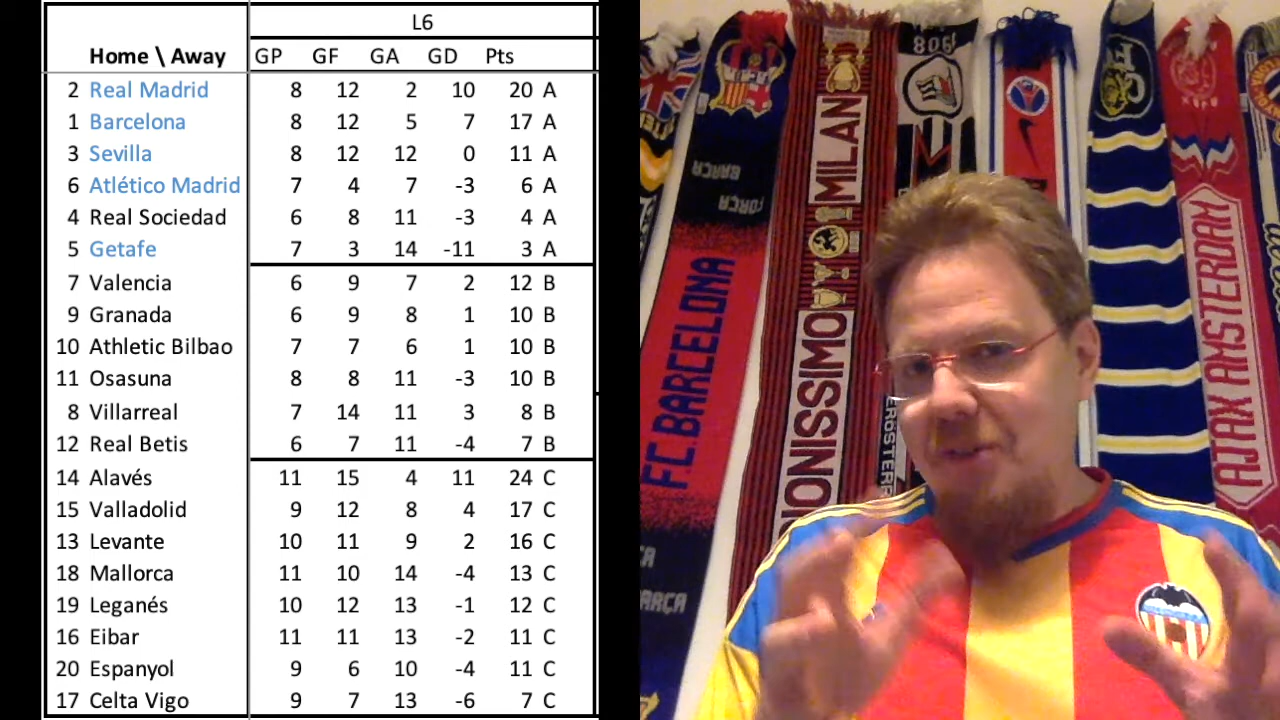 L6
Home \ Away GP GF GA GD Pts
2 Real Madrid 8 12 2 10 20 A
1 Barcelona 8 12 5 7 17 A
3 Sevilla 8 12 12 0 11 A
6 Atlético Madrid 7 4 7 -3 6 A
4 Real Sociedad 6 8 11 -3 4 A
5 Getafe 7 3 14 -11 3 A
7 Valencia 6 9 7 2 12 B
9 Granada 6 9 8 1 10 B
10 Athletic Bilbao 7 7 6 1 10 B
11 Osasuna 8 8 11 -3 10 B
8 Villarreal 7 14 11 3 8 B
12 Real Betis 6 7 11 -4 7 B
14 Alavés 11 15 4 11 24 C
15 Valladolid 9 12 8 4 17 C
13 Levante 10 11 9 2 16 C
18 Mallorca 11 10 14 -4 13 C
19 Leganés 10 12 13 -1 12 C
16 Eibar 11 11 13 -2 11 C
20 Espanyol 9 6 10 -4 11 C
17 Celta Vigo 9 7 13 -6 7 C
BARÇA
FORÇA
FC.BARCELONA
MILAN
IONISSIMO
AJAX AMSTERDAM